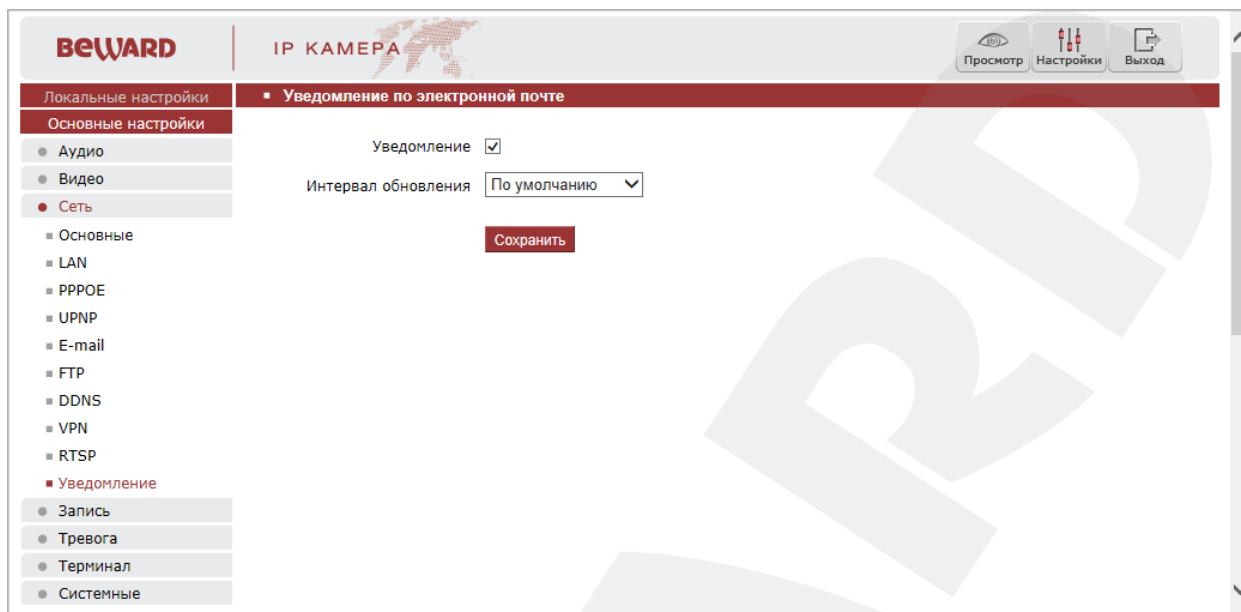 BEWARD
IP КАМЕРА
Просмотр
Настройки
Выход
Локальные настройки
Основные настройки
Аудио
Видео
Сеть
Основные
LAN
PPPOE
UPNP
E-mail
FTP
DDNS
VPN
RTSP
Уведомление
Запись
Тревога
Терминал
Системные
Уведомление по электронной почте
Уведомление
Интервал обновления По умолчанию
Сохранить